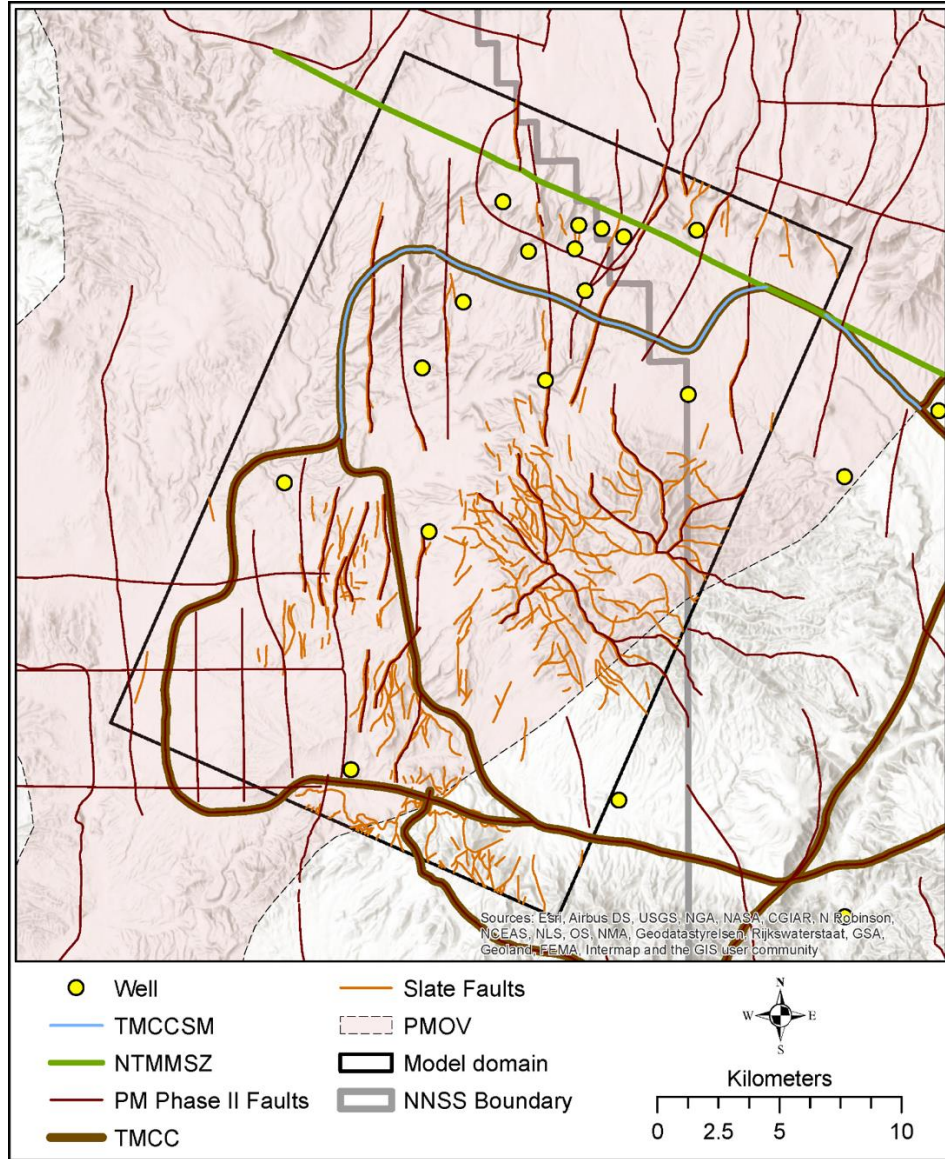 Sources: Esri, Airbus DS, USGS, NGA, NASA, CGIAR, N Robinson,
NCEAS, NLS, OS, NMA, Geodatastyrelsen, Rijkswaterstaat, GSA,
Geoland, FEMA, Intermap and the GIS user community
Well
TMCCSM
NTMMSZ
PM Phase II Faults
TMCC
Slate Faults
PMOV
Model domain
NNSS Boundary
N
W E
S
Kilometers
0 2.5 5 10